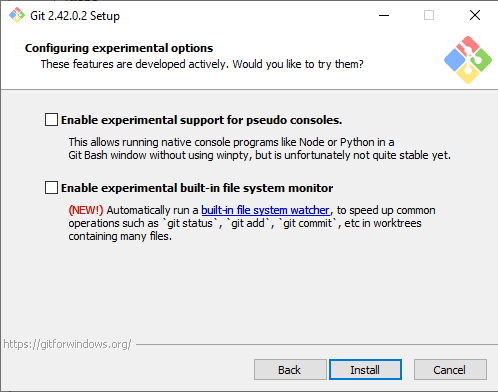 Git 2.42.0.2 Setup
Configuring experimental options
These features are developed actively. Would you like to try them?
Enable experimental support for pseudo consoles.
This allows running native console programs like Node or Python in a
Git Bash window without using winpty, but is unfortunately not quite stable yet.
Enable experimental built-in file system monitor
(NEW!) Automatically run a built-in file system watcher, to speed up common
operations such as `git status`, `git add`, `git commit`, etc in worktrees
containing many files.
https://gitforwindows.org/
Back
Install
Cancel